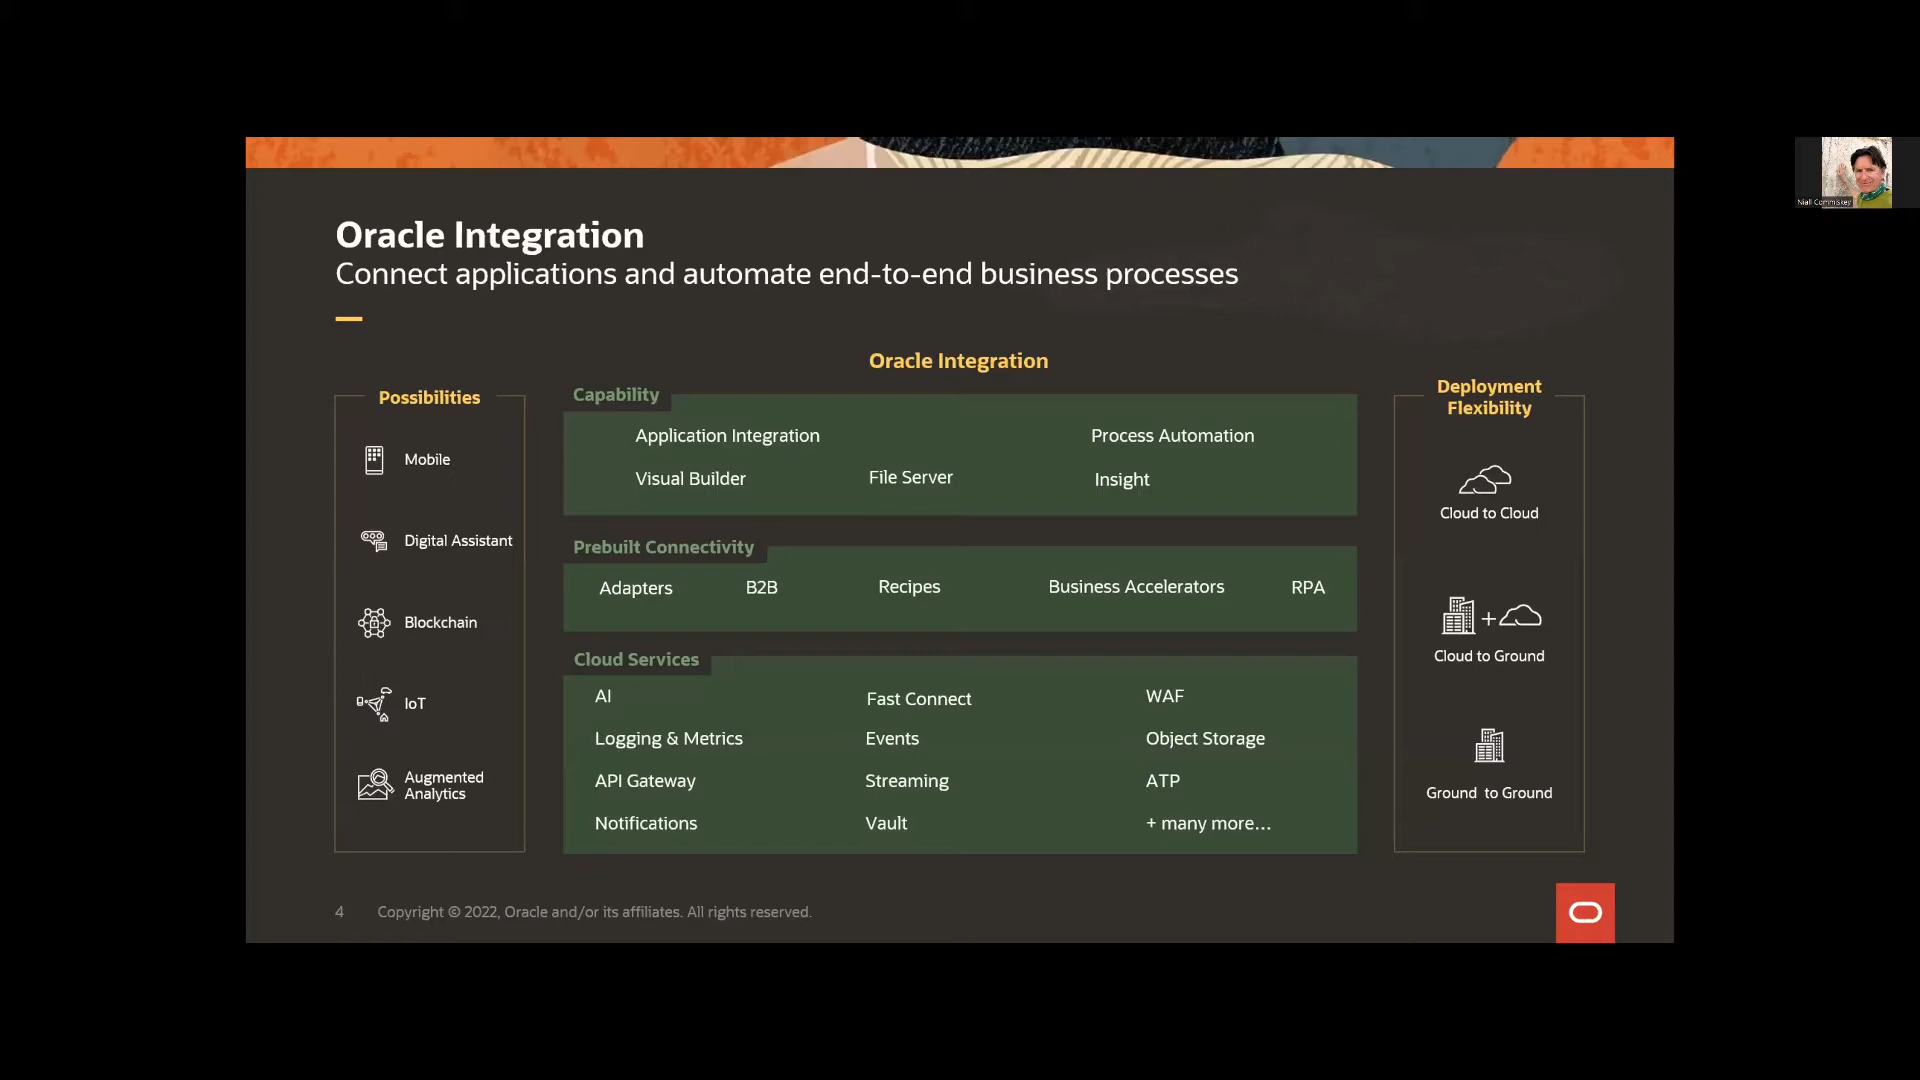 Oracle Integration
Connect applications and automate end-to-end business processes
Niall Commiskey
Oracle Integration
Possibilities
Mobile
Digital Assistant
Blockchain
IoT
Augmented
Analytics
Capability
Application Integration
Process Automation
Visual Builder
File Server
Insight
Prebuilt Connectivity
Adapters
B2B
Recipes
Business Accelerators
RPA
Cloud Services
AI
Fast Connect
WAF
Logging & Metrics
Events
Object Storage
API Gateway
Streaming
ATP
Notifications
Vault
+ many more...
Deployment
Flexibility
Cloud to Cloud
+
Cloud to Ground
Ground to Ground
4
Copyright © 2022, Oracle and/or its affiliates. All rights reserved.